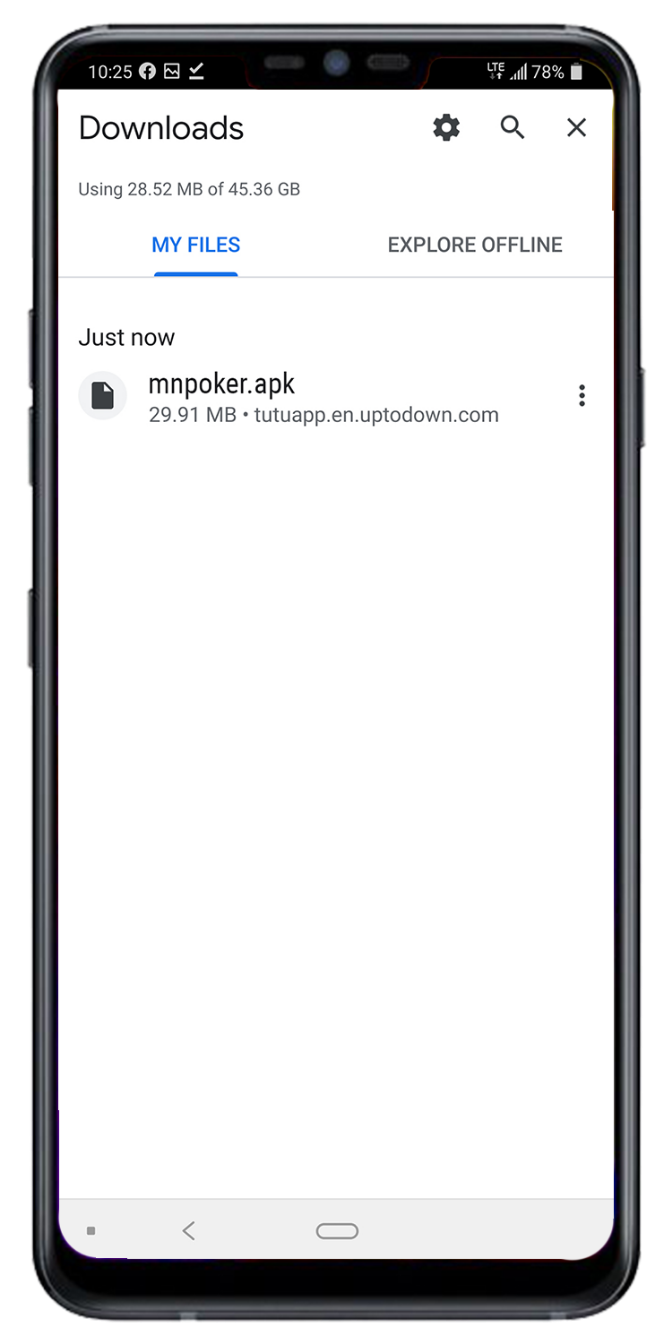 10:25 LTE 78%
Downloads
Using 28.52 MB of 45.36 GB
MY FILES EXPLORE OFFLINE
Just now
mnpoker.apk
29.91 MB • tutuapp.en.uptodown.com